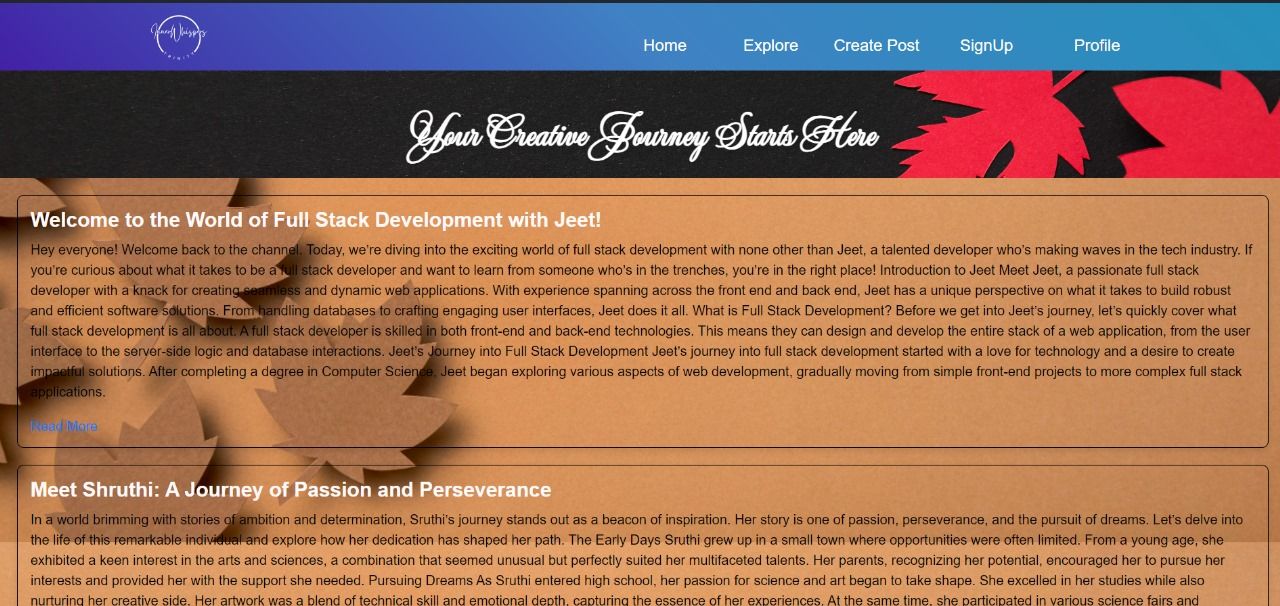 Home Explore Create Post SignUp Profile
Your Creative Journey Starts Here
Welcome to the World of Full Stack Development with Jeet!
Hey everyone! Welcome back to the channel. Today, we're diving into the exciting world of full stack development with none other than Jeet, a talented developer who's making waves in the tech industry. If
you're curious about what it takes to be a full stack developer and want to learn from someone who's in the trenches, you're in the right place! Introduction to Jeet Meet Jeet, a passionate full stack
developer with a knack for creating seamless and dynamic web applications. With experience spanning across the front end and back end, Jeet has a unique perspective on what it takes to build robust
and efficient software solutions. From handling databases to crafting engaging user interfaces, Jeet does it all. What is Full Stack Development? Before we get into Jeet's journey, let's quickly cover what
full stack development is all about. A full stack developer is skilled in both front-end and back-end technologies. This means they can design and develop the entire stack of a web application, from the user
interface to the server-side logic and database interactions. Jeet's Journey into Full Stack Development Jeet's journey into full stack development started with a love for technology and a desire to create
impactful solutions. After completing a degree in Computer Science, Jeet began exploring various aspects of web development, gradually moving from simple front-end projects to more complex full stack
applications.
Read More
Meet Shruthi: A Journey of Passion and Perseverance
In a world brimming with stories of ambition and determination, Sruthi's journey stands out as a beacon of inspiration. Her story is one of passion, perseverance, and the pursuit of dreams. Let's delve into
the life of this remarkable individual and explore how her dedication has shaped her path. The Early Days Sruthi grew up in a small town where opportunities were often limited. From a young age, she
exhibited a keen interest in the arts and sciences, a combination that seemed unusual but perfectly suited her multifaceted talents. Her parents, recognizing her potential, encouraged her to pursue her
interests and provided her with the support she needed. Pursuing Dreams As Sruthi entered high school, her passion for science and art began to take shape. She excelled in her studies while also
nurturing her creative side. Her artwork was a blend of technical skill and emotional depth, capturing the essence of her experiences. At the same time, she participated in various science fairs and